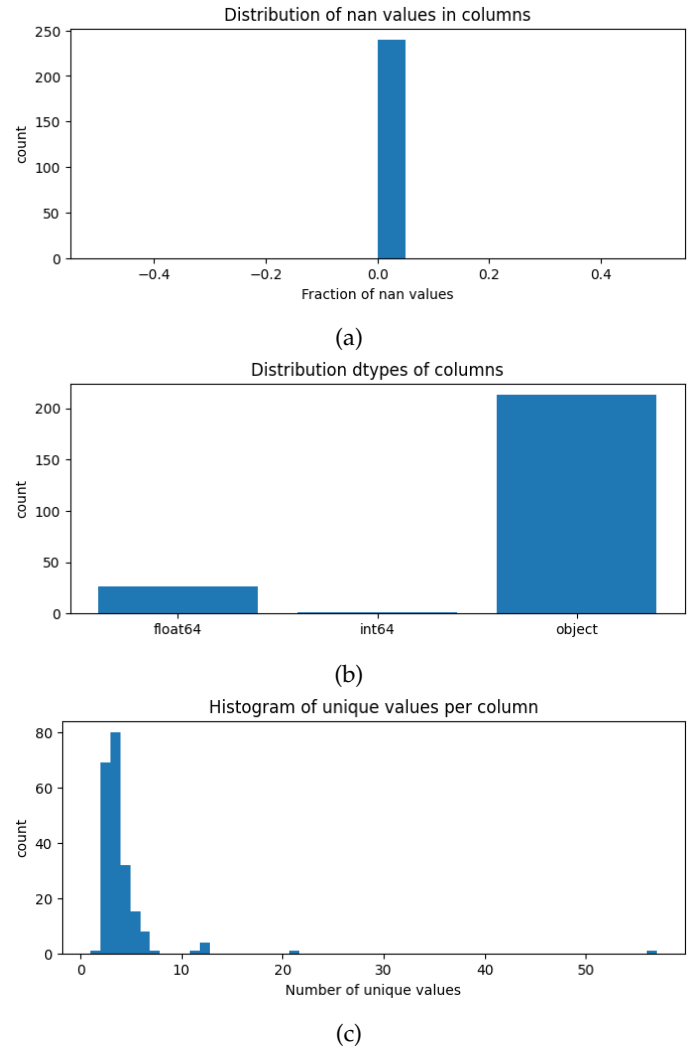 Distribution of nan values in columns
250
200
150
100
50
0
count
−0.4 −0.2 0.0 0.2 0.4
Fraction of nan values
(a)
Distribution dtypes of columns
200
150
100
50
0
count
float64 int64 object
(b)
Histogram of unique values per column
80
60
40
20
0
count
0 10 20 30 40 50
Number of unique values
(c)